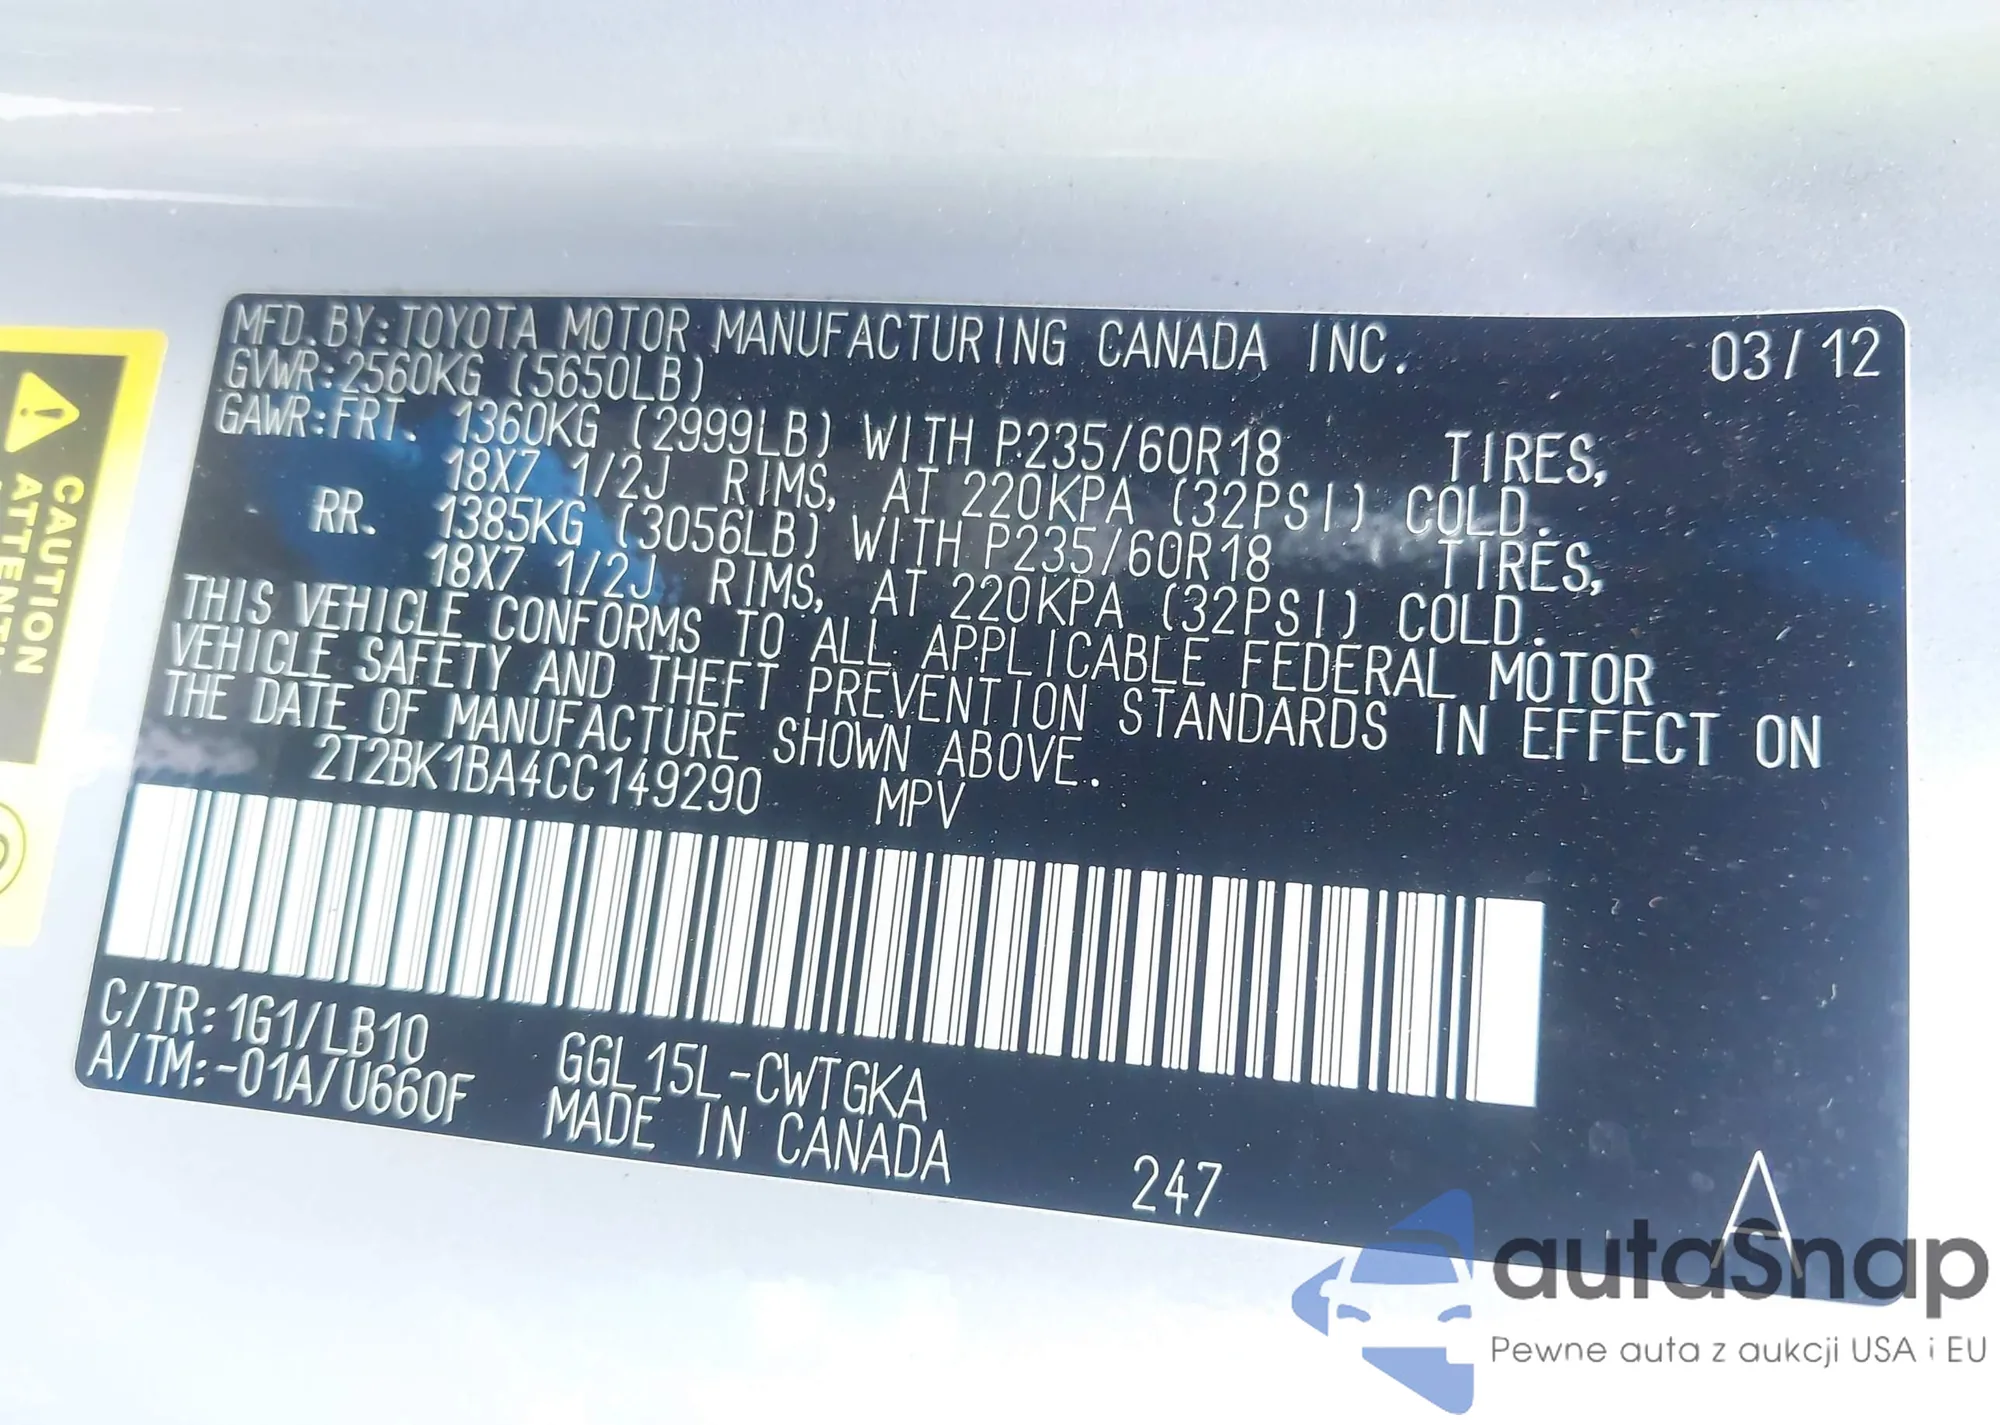 MFD.BY:TOYOTA MOTOR MANUFACTURING CANADA INC. 03/12
GVWR:2560KG (5650LB)
GAWR:FRT. 1360KG (2999LB) WITH P235/60R18 TIRES,
18X7 1/2J RIMS, AT 220KPA (32PSI) COLD.
RR. 1385KG (3056LB) WITH P235/60R18 TIRES,
18X7 1/2J RIMS, AT 220KPA (32PSI) COLD.
THIS VEHICLE CONFORMS TO ALL APPLICABLE FEDERAL MOTOR
VEHICLE SAFETY AND THEFT PREVENTION STANDARDS IN EFFECT ON
THE DATE OF MANUFACTURE SHOWN ABOVE.
2T2BK1BA4CC149290 MPV
C/TR:1G1/LB10 GGL15L-CWTGKA
A/TM:-01A/U660F MADE IN CANADA
247
A
CAUTION
autaSnap
Pewne auta z aukcji USA i EU